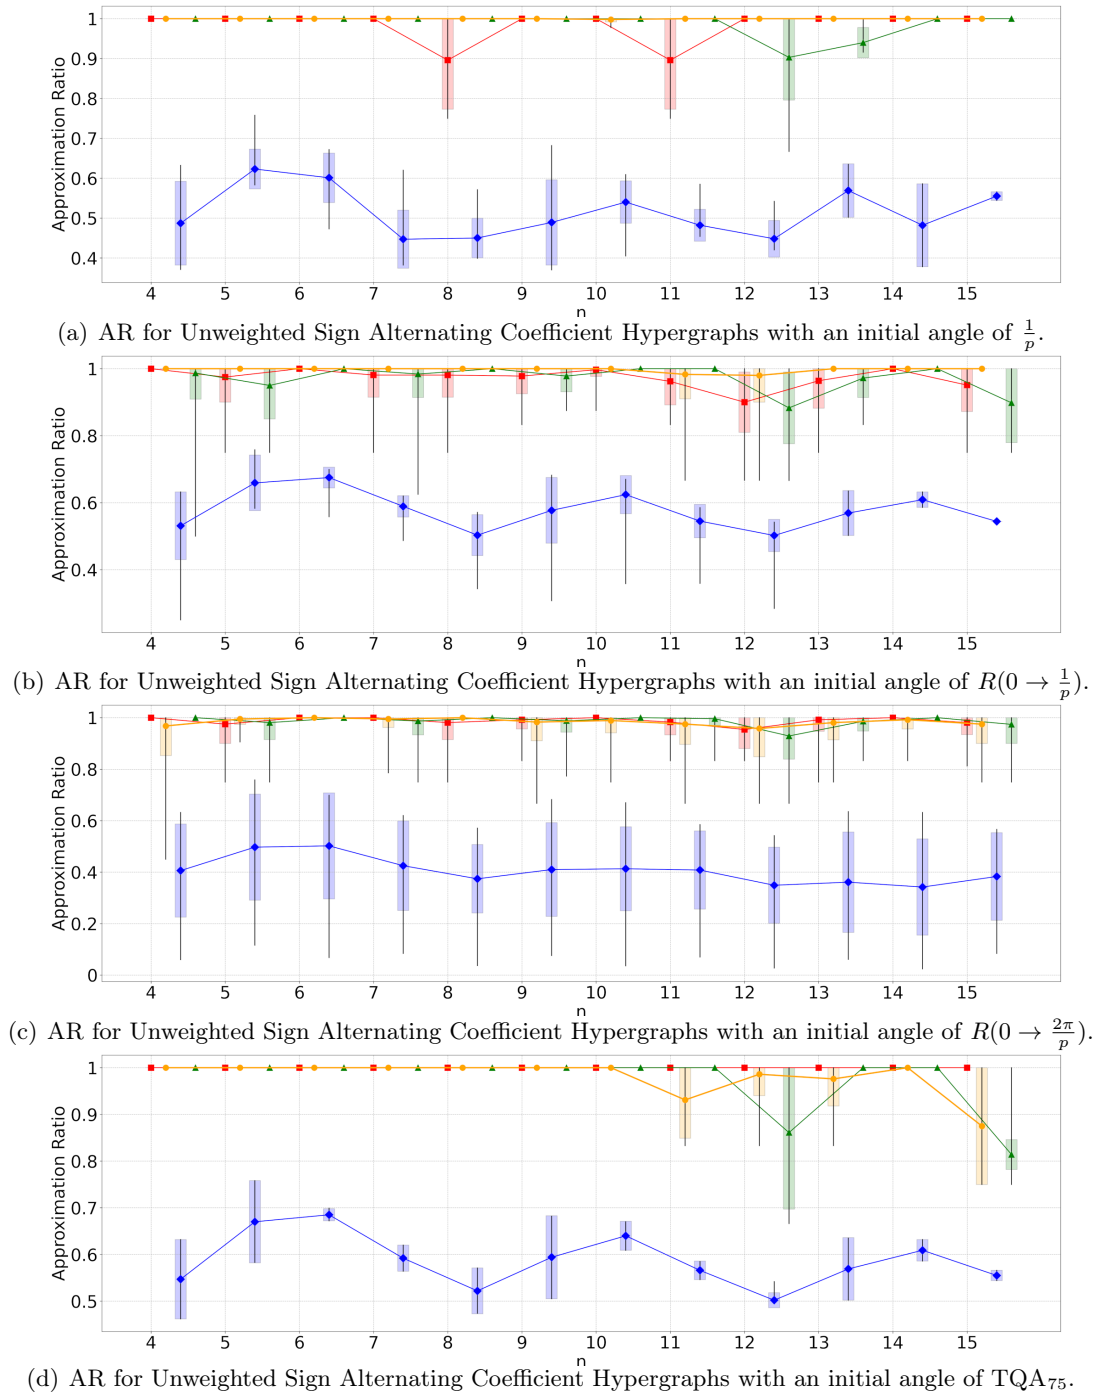 1
0.9
0.8
0.7
0.6
0.5
0.4
Approximation Ratio
4 5 6 7 8 9 10 11 12 13 14 15
n
(a) AR for Unweighted Sign Alternating Coefficient Hypergraphs with an initial angle of 1/p.
1
0.8
0.6
0.4
Approximation Ratio
4 5 6 7 8 9 10 11 12 13 14 15
n
(b) AR for Unweighted Sign Alternating Coefficient Hypergraphs with an initial angle of R(0 → 1/p).
1
0.8
0.6
0.4
0.2
0
Approximation Ratio
4 5 6 7 8 9 10 11 12 13 14 15
n
(c) AR for Unweighted Sign Alternating Coefficient Hypergraphs with an initial angle of R(0 → 2π/p).
1
0.9
0.8
0.7
0.6
0.5
Approximation Ratio
4 5 6 7 8 9 10 11 12 13 14 15
n
(d) AR for Unweighted Sign Alternating Coefficient Hypergraphs with an initial angle of TQA₇₅.